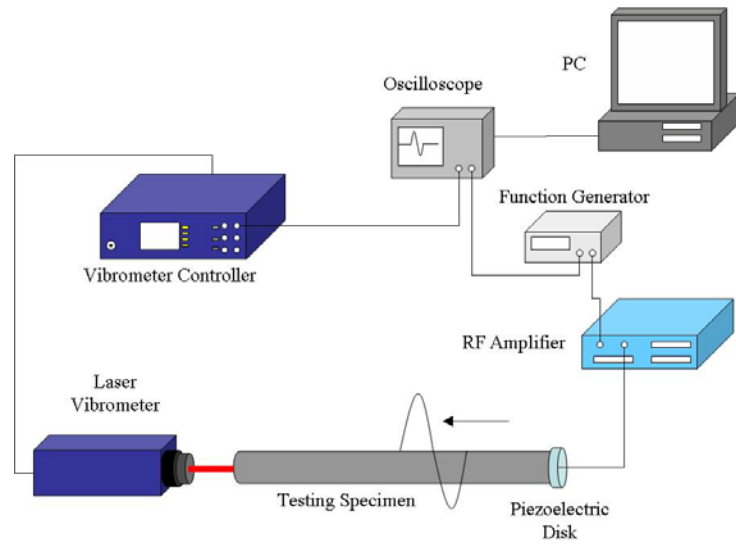 PC
Oscilloscope
Function Generator
Vibrometer Controller
RF Amplifier
Laser
Vibrometer
Testing Specimen
Piezoelectric
Disk